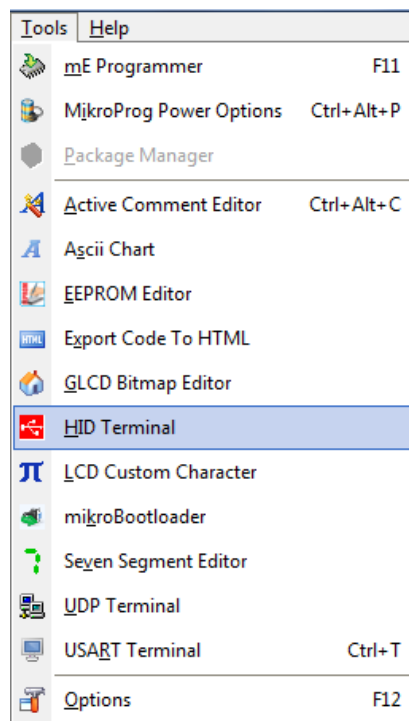 Tools Help
mE Programmer F11
MikroProg Power Options Ctrl+Alt+P
Package Manager
Active Comment Editor Ctrl+Alt+C
A Ascii Chart
EEPROM Editor
HTML Export Code To HTML
GLCD Bitmap Editor
HID Terminal
π LCD Custom Character
mikroBootloader
Seven Segment Editor
UDP Terminal
USART Terminal Ctrl+T
Options F12